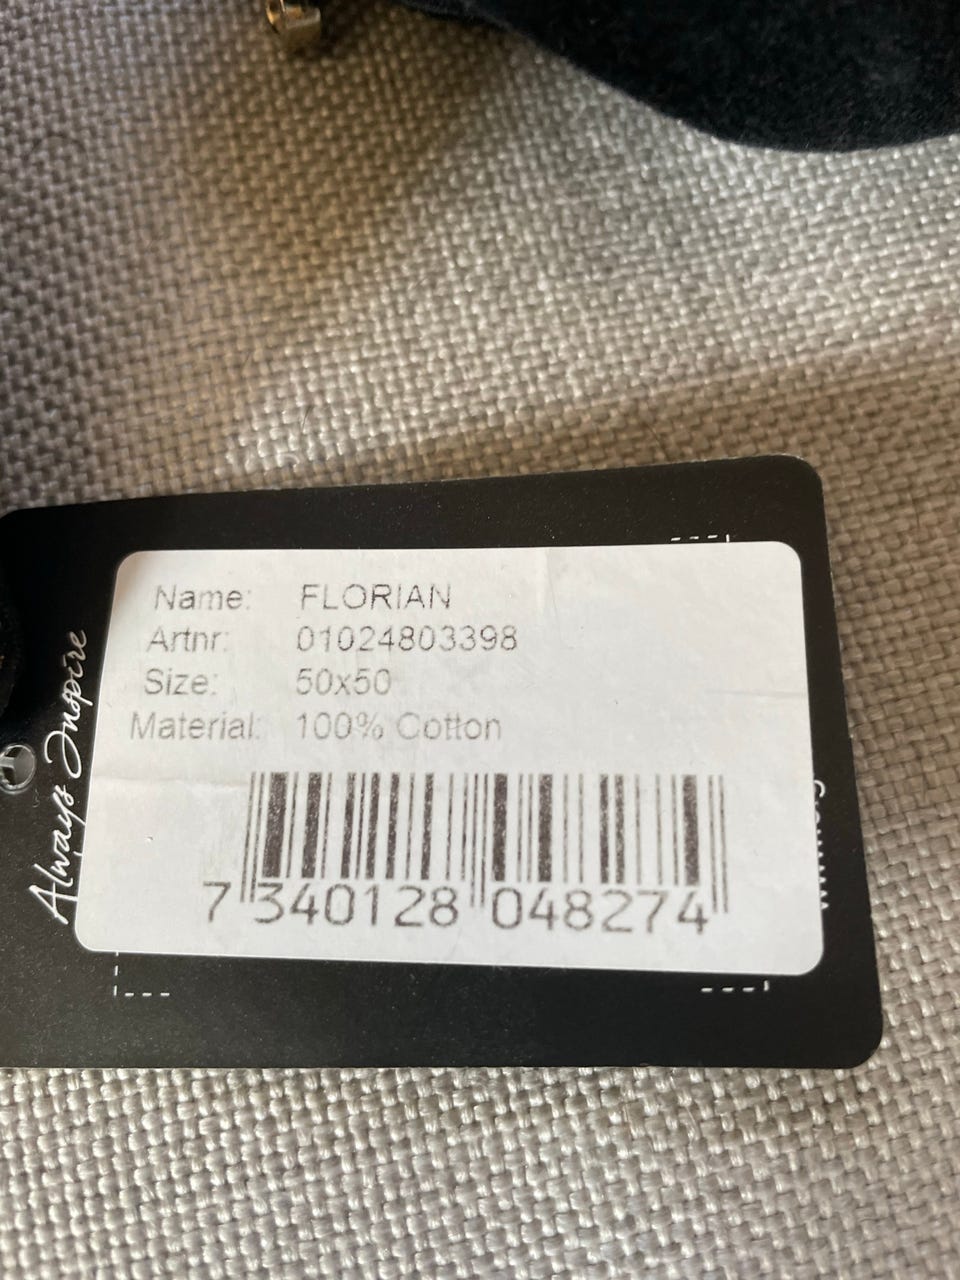 Name: FLORIAN
Artnr: 01024803398
Size: 50x50
Material: 100% Cotton
7 340128 048274
Always Inspire